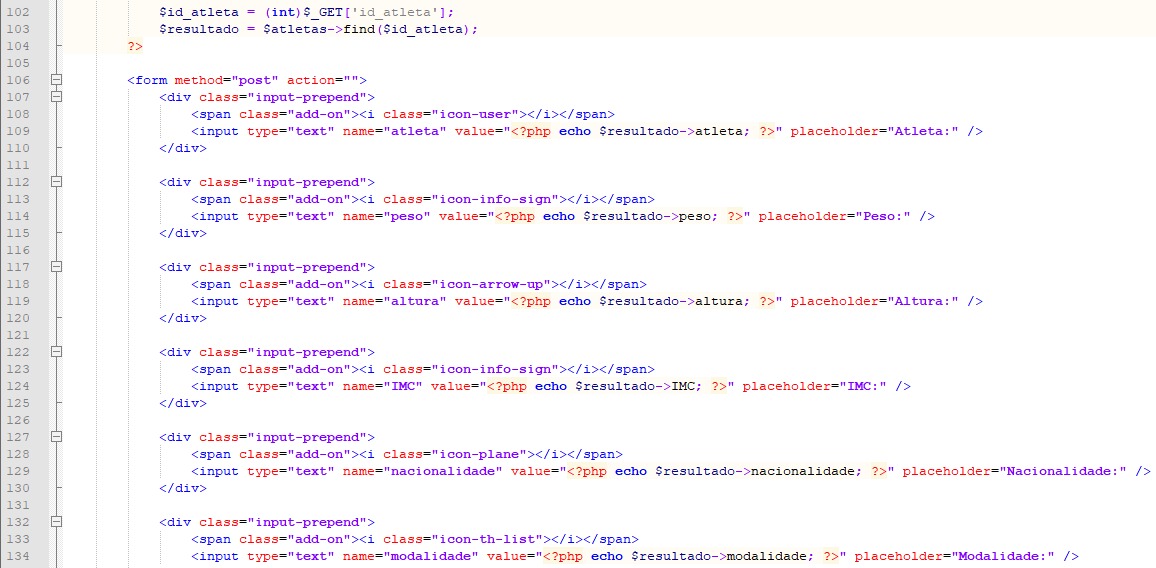 102 $id_atleta = (int)$_GET['id_atleta'];
103 $resultado = $atletas->find($id_atleta);
104 ?>
105
106 <form method="post" action="">
107 <div class="input-prepend">
108 <span class="add-on"><i class="icon-user"></i></span>
109 <input type="text" name="atleta" value="<?php echo $resultado->atleta; ?>" placeholder="Atleta:" />
110 </div>
111
112 <div class="input-prepend">
113 <span class="add-on"><i class="icon-info-sign"></i></span>
114 <input type="text" name="peso" value="<?php echo $resultado->peso; ?>" placeholder="Peso:" />
115 </div>
116
117 <div class="input-prepend">
118 <span class="add-on"><i class="icon-arrow-up"></i></span>
119 <input type="text" name="altura" value="<?php echo $resultado->altura; ?>" placeholder="Altura:" />
120 </div>
121
122 <div class="input-prepend">
123 <span class="add-on"><i class="icon-info-sign"></i></span>
124 <input type="text" name="IMC" value="<?php echo $resultado->IMC; ?>" placeholder="IMC:" />
125 </div>
126
127 <div class="input-prepend">
128 <span class="add-on"><i class="icon-plane"></i></span>
129 <input type="text" name="nacionalidade" value="<?php echo $resultado->nacionalidade; ?>" placeholder="Nacionalidade:" />
130 </div>
131
132 <div class="input-prepend">
133 <span class="add-on"><i class="icon-th-list"></i></span>
134 <input type="text" name="modalidade" value="<?php echo $resultado->modalidade; ?>" placeholder="Modalidade:" />